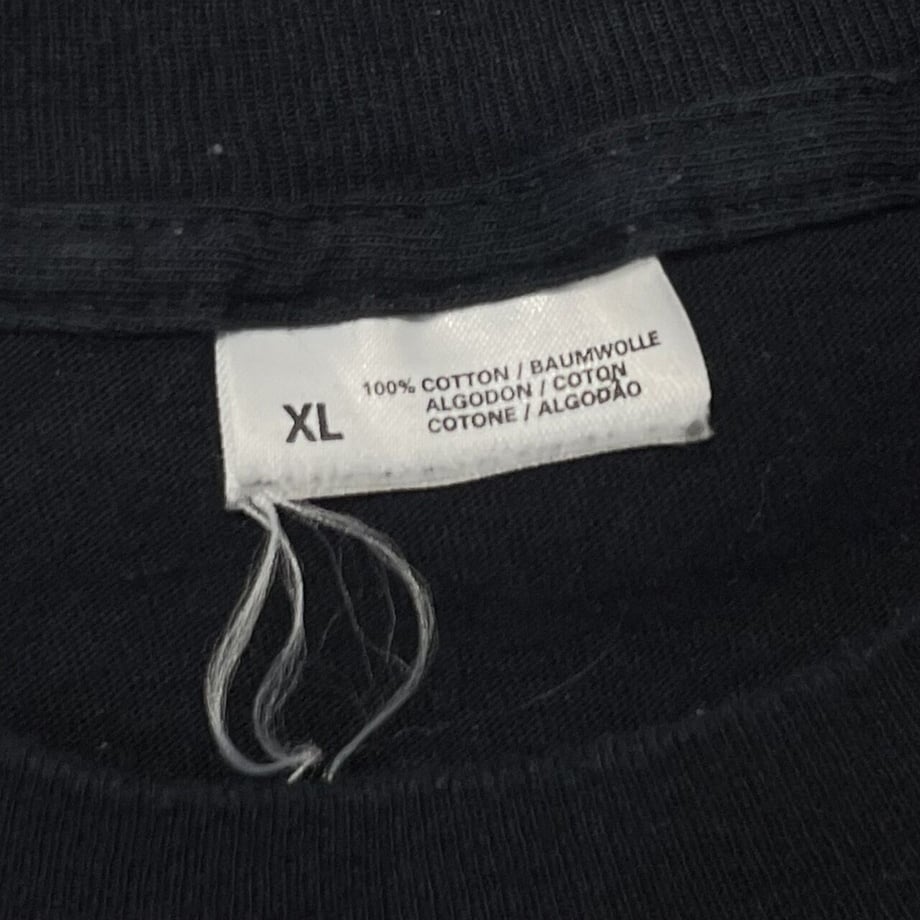 XL
100% COTTON / BAUMWOLLE
ALGODON / COTON
COTONE / ALGODÃO